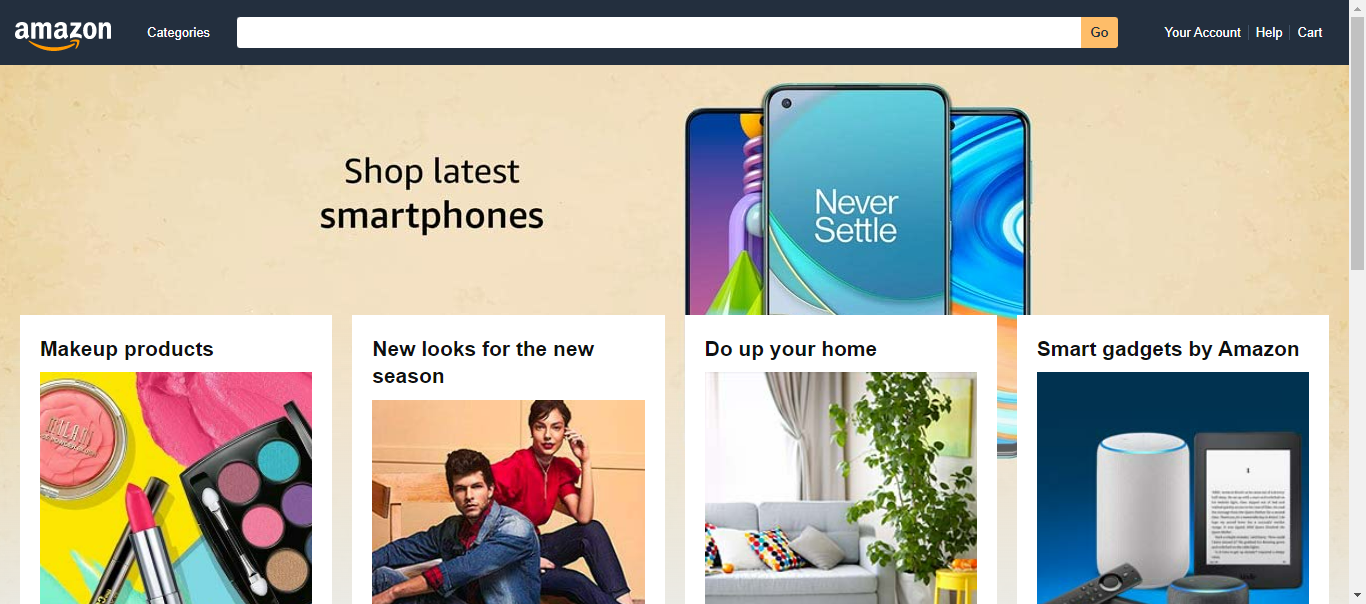 amazon
Categories
Go
Your Account
Help
Cart
Shop latest
smartphones
Never
Settle
Makeup products
New looks for the new
season
Do up your home
Smart gadgets by Amazon
MILANI